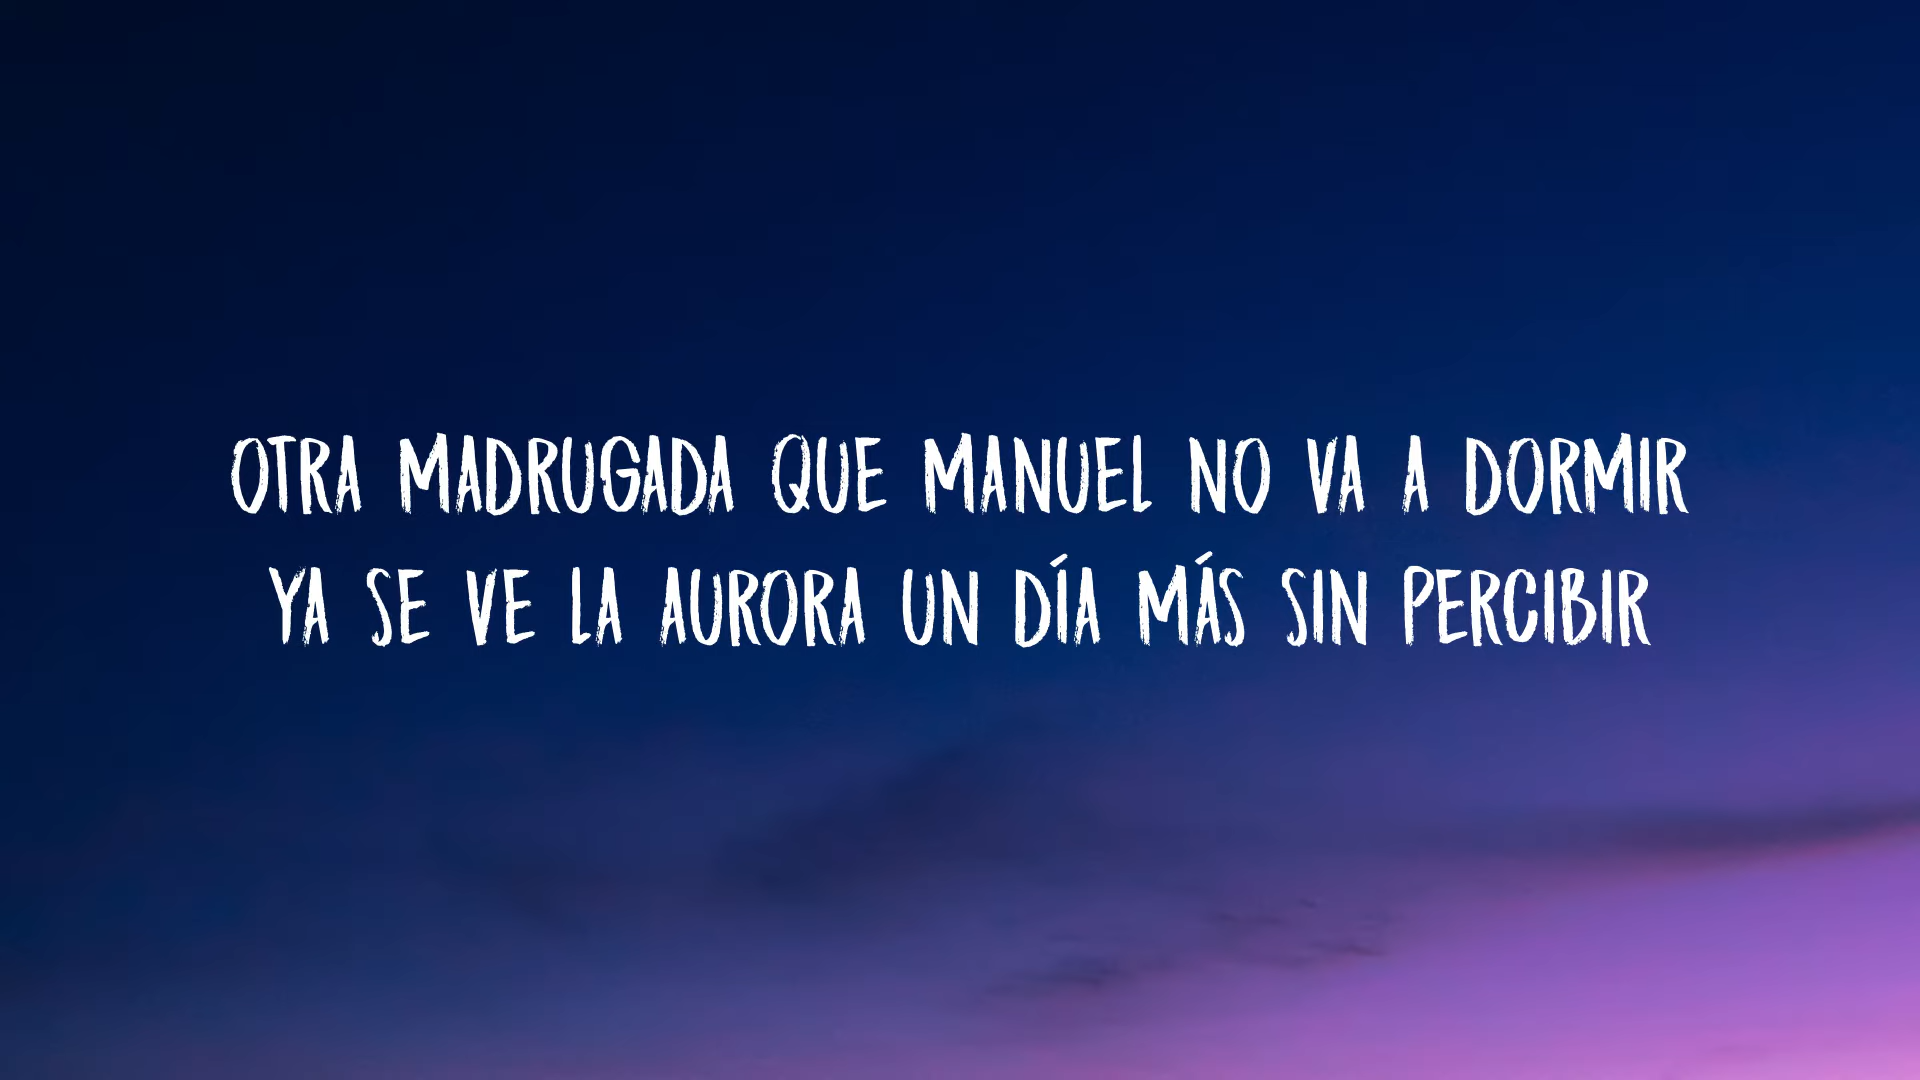 OTRA MADRUGADA QUE MANUEL NO VA A DORMIR
YA SE VE LA AURORA UN DÍA MÁS SIN PERCIBIR